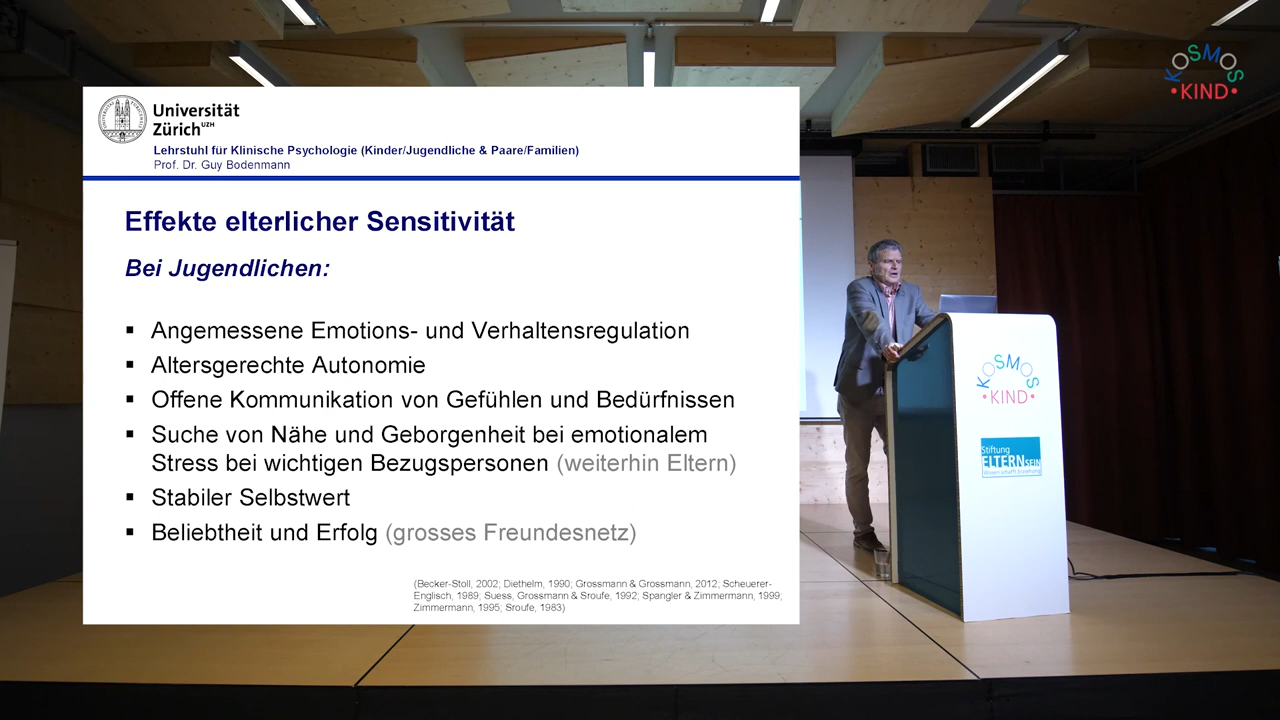 KOSMOS
•KIND•
Universität
Zürich UZH
Lehrstuhl für Klinische Psychologie (Kinder/Jugendliche & Paare/Familien)
Prof. Dr. Guy Bodenmann
Effekte elterlicher Sensitivität
Bei Jugendlichen:
▪ Angemessene Emotions- und Verhaltensregulation
▪ Altersgerechte Autonomie
▪ Offene Kommunikation von Gefühlen und Bedürfnissen
▪ Suche von Nähe und Geborgenheit bei emotionalem
Stress bei wichtigen Bezugspersonen (weiterhin Eltern)
▪ Stabiler Selbstwert
▪ Beliebtheit und Erfolg (grosses Freundesnetz)
(Becker-Stoll, 2002; Diethelm, 1990; Grossmann & Grossmann, 2012; Scheuerer-
Englisch, 1989; Suess, Grossmann & Sroufe, 1992; Spangler & Zimmermann, 1999;
Zimmermann, 1995; Sroufe, 1983)
KOSMOS
•KIND•
Stiftung
ELTERNSEIN
Wissen schafft Erziehung